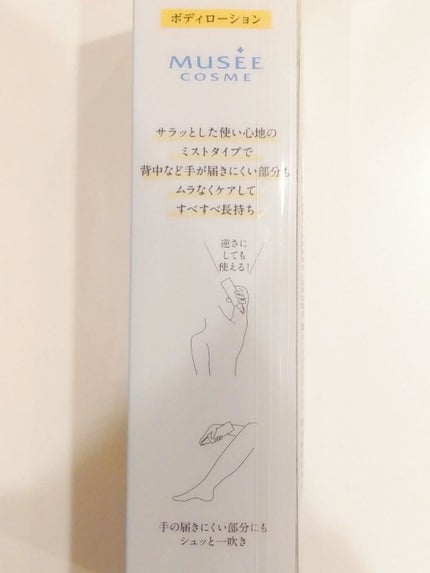 ボディローション
MUSÉE
COSME
サラッとした使い心地の
ミストタイプで
背中など手が届きにくい部分も
ムラなくケアして
すべすべ長持ち
逆さに
しても
使える!
手の届きにくい部分にも
シュッと一吹き